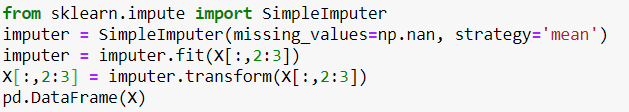 from sklearn.impute import SimpleImputer
imputer = SimpleImputer(missing_values=np.nan, strategy='mean')
imputer = imputer.fit(X[:,2:3])
X[:,2:3] = imputer.transform(X[:,2:3])
pd.DataFrame(X)